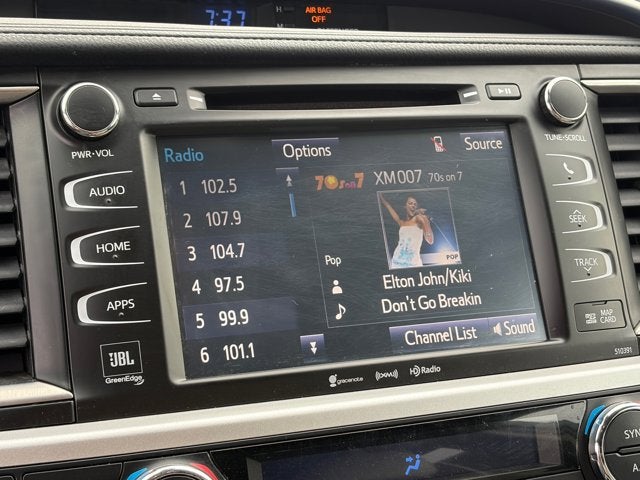 7:37
H
AIR BAG
OFF
PWR•VOL
TUNE•SCROLL
AUDIO
HOME
APPS
SEEK
TRACK
MAP
CARD
Radio
Options
Source
1 102.5
2 107.9
3 104.7
4 97.5
5 99.9
6 101.1
70s on 7
XM007 70s on 7
POP
Pop
Elton John/Kiki
Don't Go Breakin
Channel List
Sound
JBL
GreenEdge
gracenote
((XM))
HD Radio
510391
SYN
A.